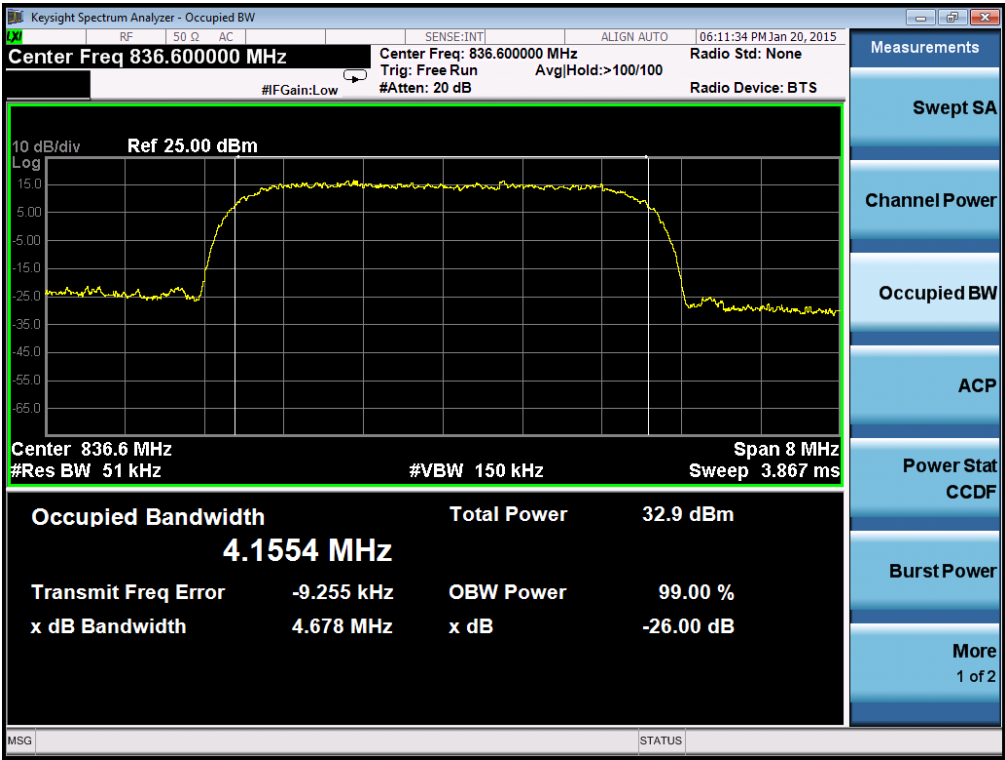 Keysight Spectrum Analyzer - Occupied BW
LXI RF 50 Ω AC SENSE:INT ALIGN AUTO 06:11:34 PM Jan 20, 2015
Center Freq 836.600000 MHz
Center Freq: 836.600000 MHz Radio Std: None
Trig: Free Run Avg|Hold:>100/100
#IFGain:Low #Atten: 20 dB Radio Device: BTS
10 dB/div Ref 25.00 dBm
Log
15.0
5.00
-5.00
-15.0
-25.0
-35.0
-45.0
-55.0
-65.0
Center 836.6 MHz Span 8 MHz
#Res BW 51 kHz #VBW 150 kHz Sweep 3.867 ms
Occupied Bandwidth Total Power 32.9 dBm
4.1554 MHz
Transmit Freq Error -9.255 kHz OBW Power 99.00 %
x dB Bandwidth 4.678 MHz x dB -26.00 dB
Measurements
Swept SA
Channel Power
Occupied BW
ACP
Power Stat
CCDF
Burst Power
More
1 of 2
MSG STATUS